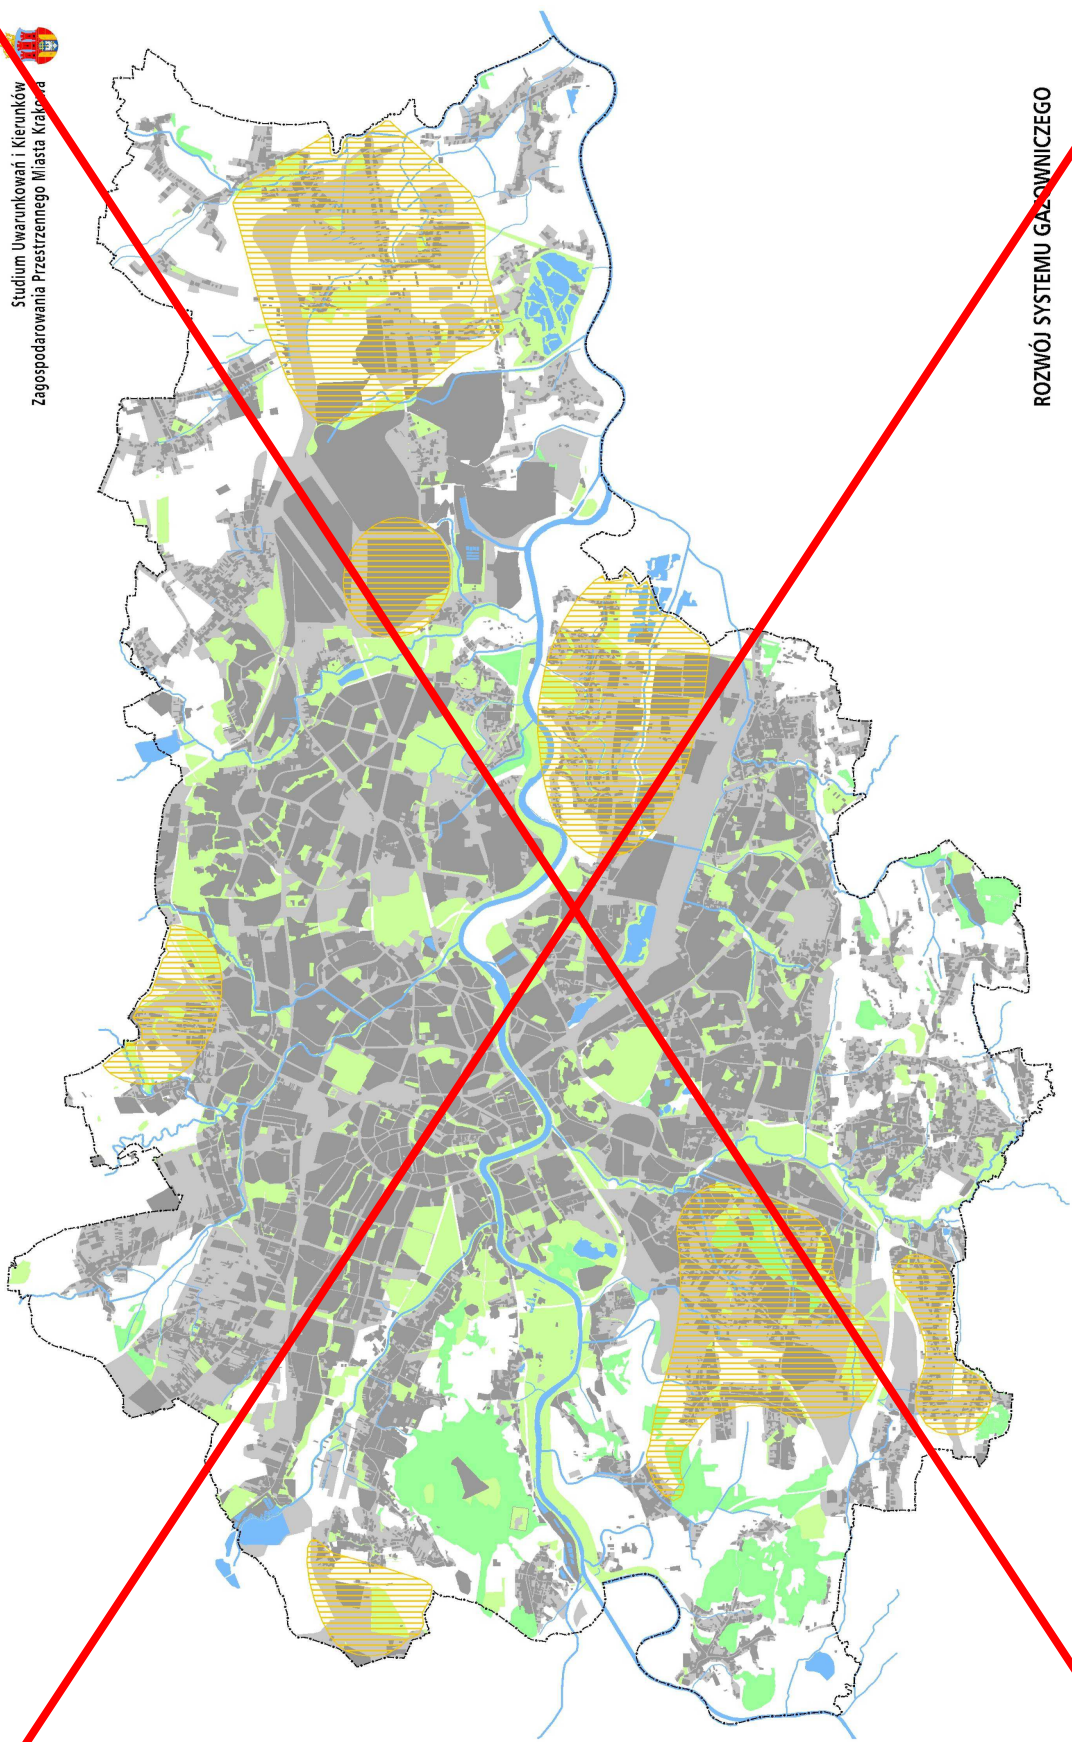 Studium Uwarunkowań i Kierunków
Zagospodarowania Przestrzennego Miasta Krakowa
ROZWÓJ SYSTEMU GAZOWNICZEGO